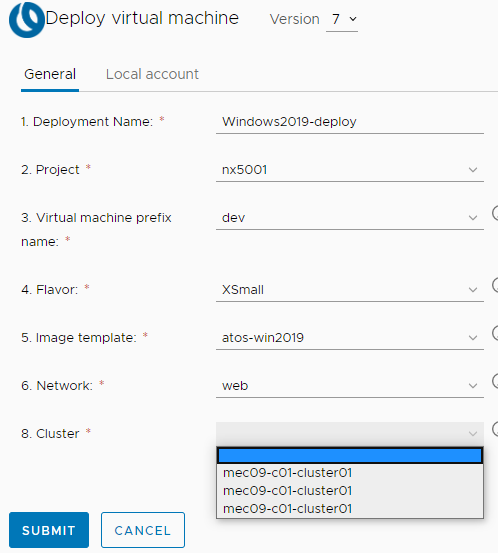 Deploy virtual machine Version 7
General Local account
1. Deployment Name: * Windows2019-deploy
2. Project * nx5001
3. Virtual machine prefix
name: * dev
4. Flavor: * XSmall
5. Image template: * atos-win2019
6. Network: * web
8. Cluster *
mec09-c01-cluster01
mec09-c01-cluster01
mec09-c01-cluster01
SUBMIT CANCEL